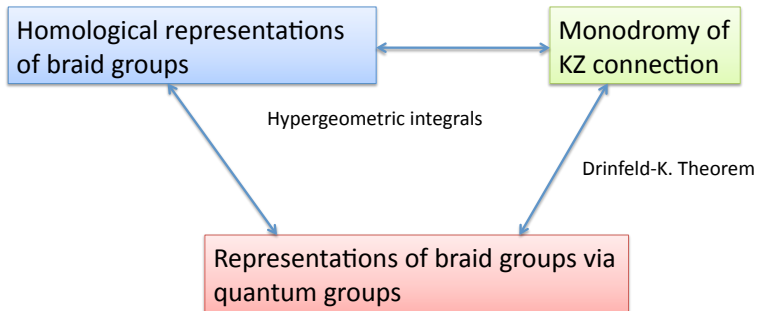 Homological representations
of braid groups
Monodromy of
KZ connection
Hypergeometric integrals
Drinfeld-K. Theorem
Representations of braid groups via
quantum groups